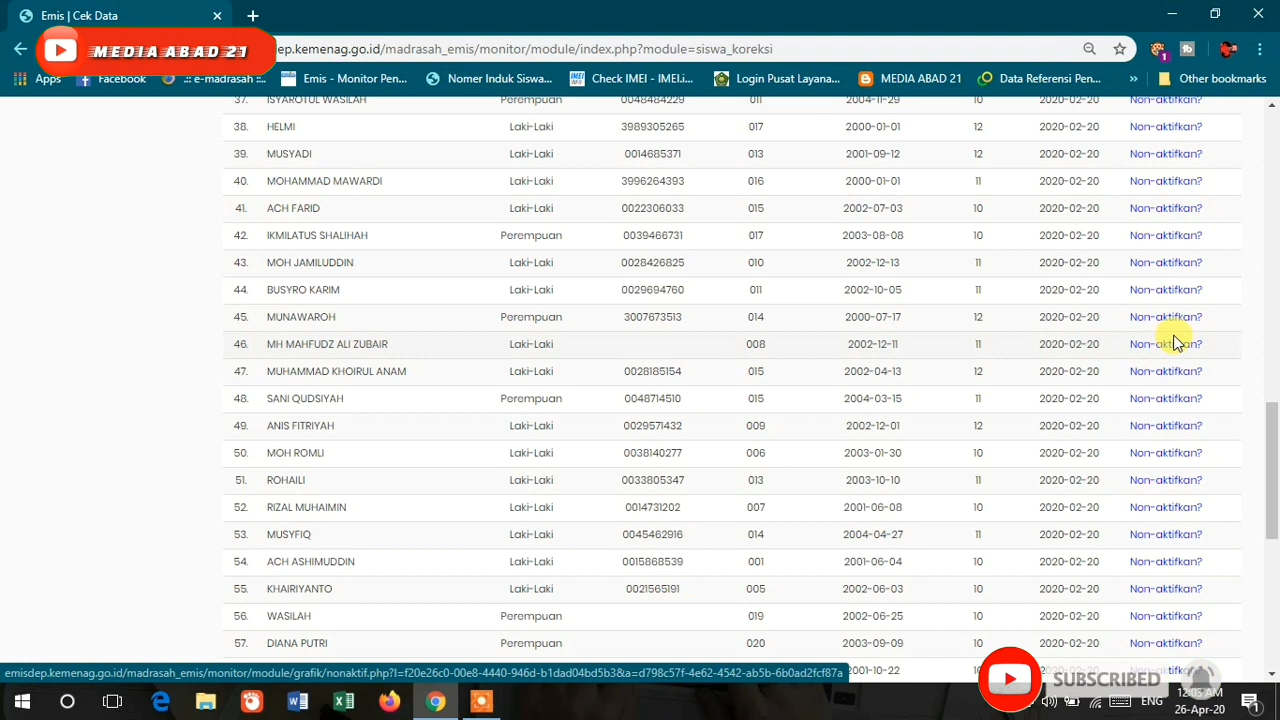 Emis | Cek Data
MEDIA ABAD 21
ep.kemenag.go.id/madrasah_emis/monitor/module/index.php?module=siswa_koreksi
Apps Facebook .:: e-madrasah ::. Emis - Monitor Pen... Nomer Induk Siswa... Check IMEI - IMEI.i... Login Pusat Layana... MEDIA ABAD 21 Data Referensi Pen... » Other bookmarks
37. ISYAROTUL WASILAH Perempuan 0048484229 011 2004-11-29 10 2020-02-20 Non-aktifkan?
38. HELMI Laki-Laki 3989305265 017 2000-01-01 12 2020-02-20 Non-aktifkan?
39. MUSYADI Laki-Laki 0014685371 013 2001-09-12 12 2020-02-20 Non-aktifkan?
40. MOHAMMAD MAWARDI Laki-Laki 3996264393 016 2000-01-01 11 2020-02-20 Non-aktifkan?
41. ACH FARID Laki-Laki 0022306033 015 2002-07-03 10 2020-02-20 Non-aktifkan?
42. IKMILATUS SHALIHAH Perempuan 0039466731 017 2003-08-08 10 2020-02-20 Non-aktifkan?
43. MOH JAMILUDDIN Laki-Laki 0028426825 010 2002-12-13 11 2020-02-20 Non-aktifkan?
44. BUSYRO KARIM Laki-Laki 0029694760 011 2002-10-05 11 2020-02-20 Non-aktifkan?
45. MUNAWAROH Perempuan 3007673513 014 2000-07-17 12 2020-02-20 Non-aktifkan?
46. MH MAHFUDZ ALI ZUBAIR Laki-Laki 008 2002-12-11 11 2020-02-20 Non-aktifkan?
47. MUHAMMAD KHOIRUL ANAM Laki-Laki 0028185154 015 2002-04-13 12 2020-02-20 Non-aktifkan?
48. SANI QUDSIYAH Perempuan 0048714510 015 2004-03-15 11 2020-02-20 Non-aktifkan?
49. ANIS FITRIYAH Laki-Laki 0029571432 009 2002-12-01 12 2020-02-20 Non-aktifkan?
50. MOH ROMLI Laki-Laki 0038140277 006 2003-01-30 10 2020-02-20 Non-aktifkan?
51. ROHAILI Laki-Laki 0033805347 013 2003-10-10 11 2020-02-20 Non-aktifkan?
52. RIZAL MUHAIMIN Laki-Laki 0014731202 007 2001-06-08 10 2020-02-20 Non-aktifkan?
53. MUSYFIQ Laki-Laki 0045462916 014 2004-04-27 11 2020-02-20 Non-aktifkan?
54. ACH ASHIMUDDIN Laki-Laki 0015868539 001 2001-06-04 10 2020-02-20 Non-aktifkan?
55. KHAIRIYANTO Laki-Laki 0021565191 005 2002-06-03 10 2020-02-20 Non-aktifkan?
56. WASILAH Perempuan 019 2002-06-25 10 2020-02-20 Non-aktifkan?
57. DIANA PUTRI Perempuan 020 2003-09-09 10 2020-02-20 Non-aktifkan?
2001-10-22
emisdep.kemenag.go.id/madrasah_emis/monitor/module/grafik/nonaktif.php?l=f20e26c0-00e8-4440-946d-b1dad04bd5b3&a=d798c57f-4e62-4542-ab5b-6b0ad2fcf87a
SUBSCRIBED
ENG
12:05 AM
26-Apr-20